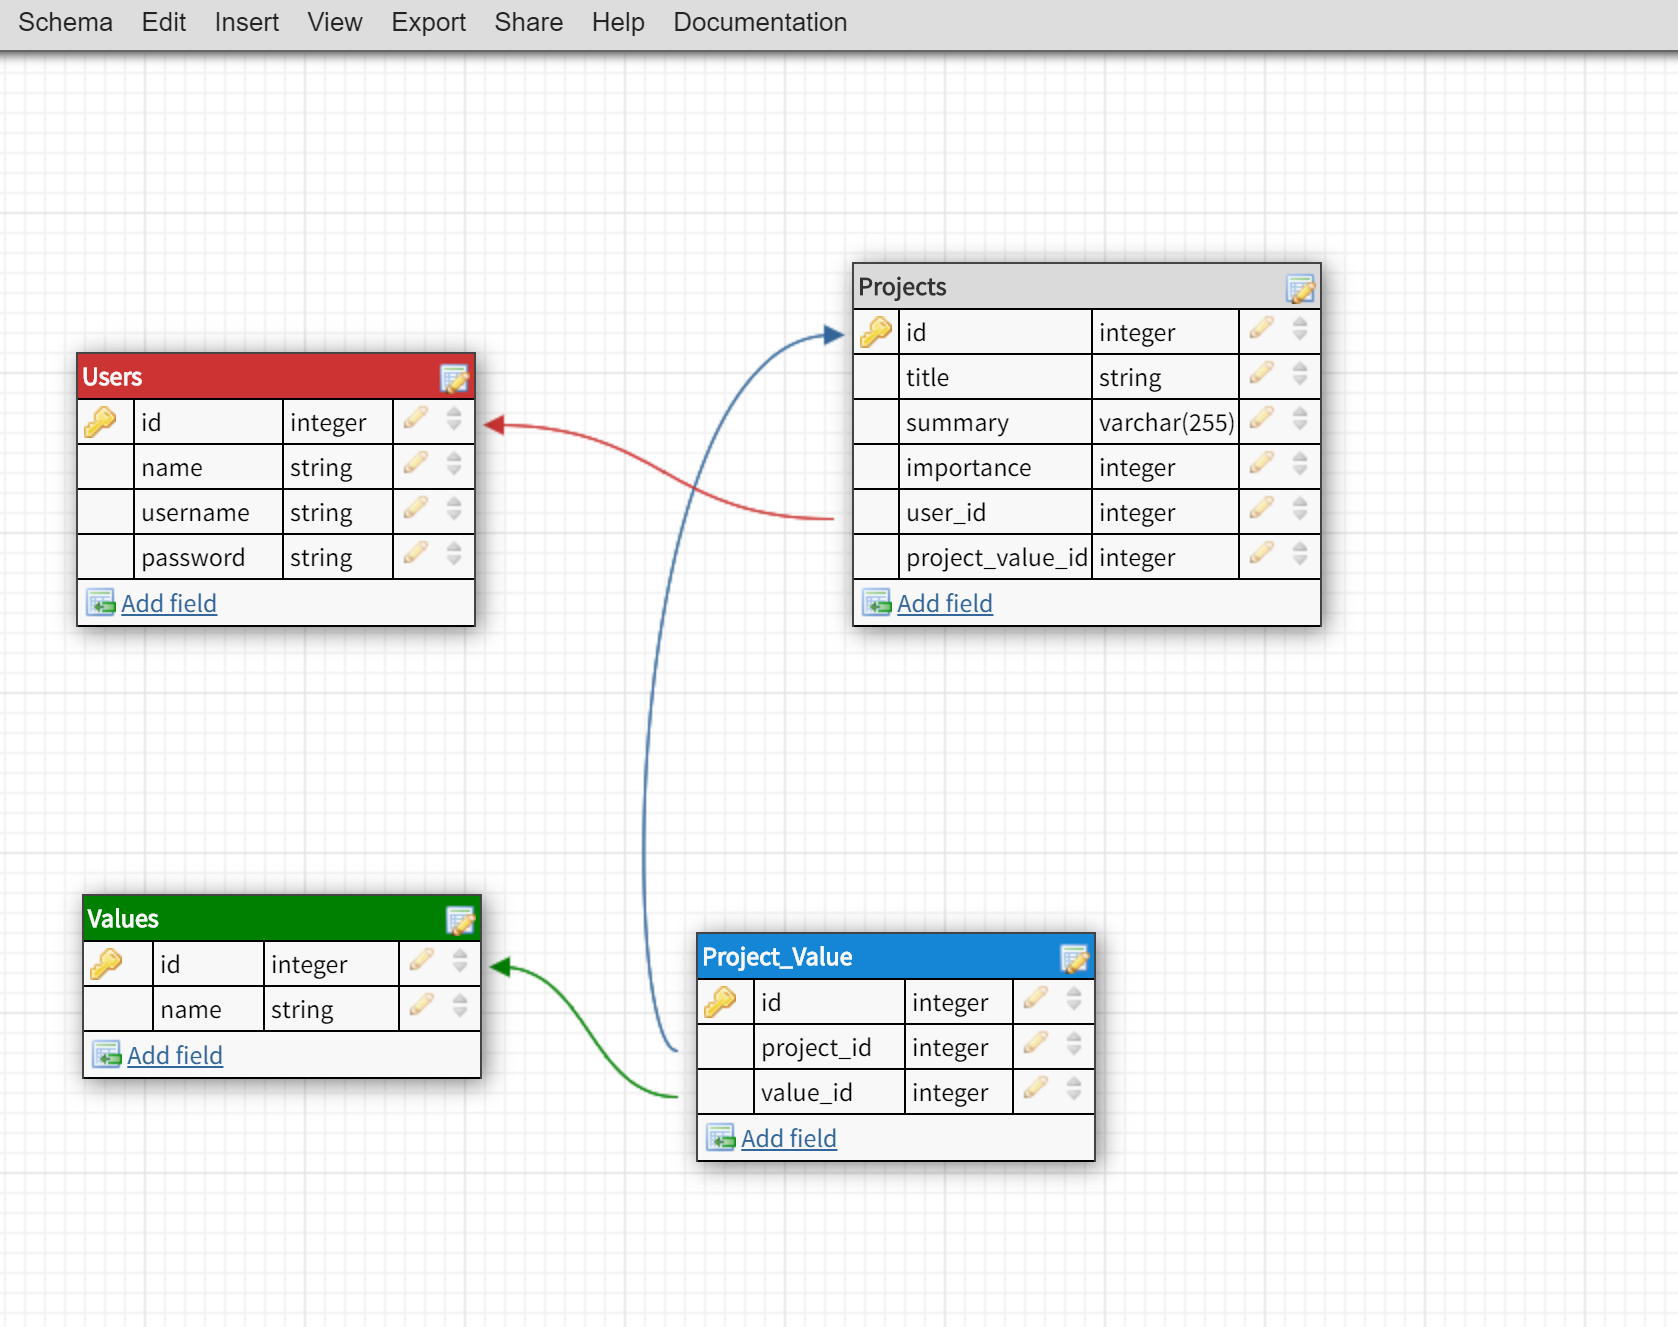 Schema Edit Insert View Export Share Help Documentation
Projects
id integer
title string
summary varchar(255)
importance integer
user_id integer
project_value_id integer
Add field
Users
id integer
name string
username string
password string
Add field
Values
id integer
name string
Add field
Project_Value
id integer
project_id integer
value_id integer
Add field